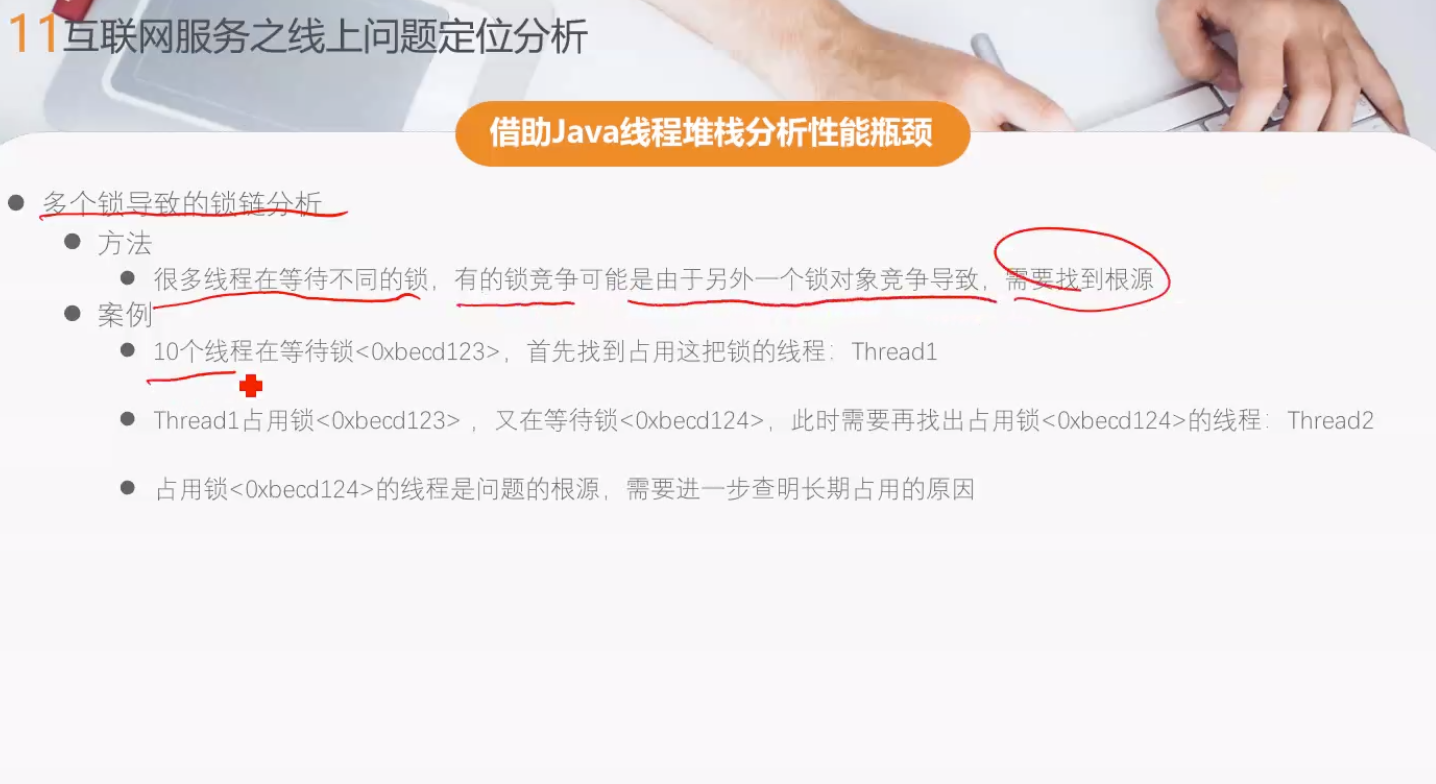 11互联网服务之线上问题定位分析
借助Java线程堆栈分析性能瓶颈
多个锁导致的锁链分析
方法
很多线程在等待不同的锁，有的锁竞争可能是由于另外一个锁对象竞争导致，需要找到根源
案例
10个线程在等待锁<0xbecd123>，首先找到占用这把锁的线程：Thread1
Thread1占用锁<0xbecd123> ，又在等待锁<0xbecd124>，此时需要再找出占用锁<0xbecd124>的线程：Thread2
占用锁<0xbecd124>的线程是问题的根源，需要进一步查明长期占用的原因